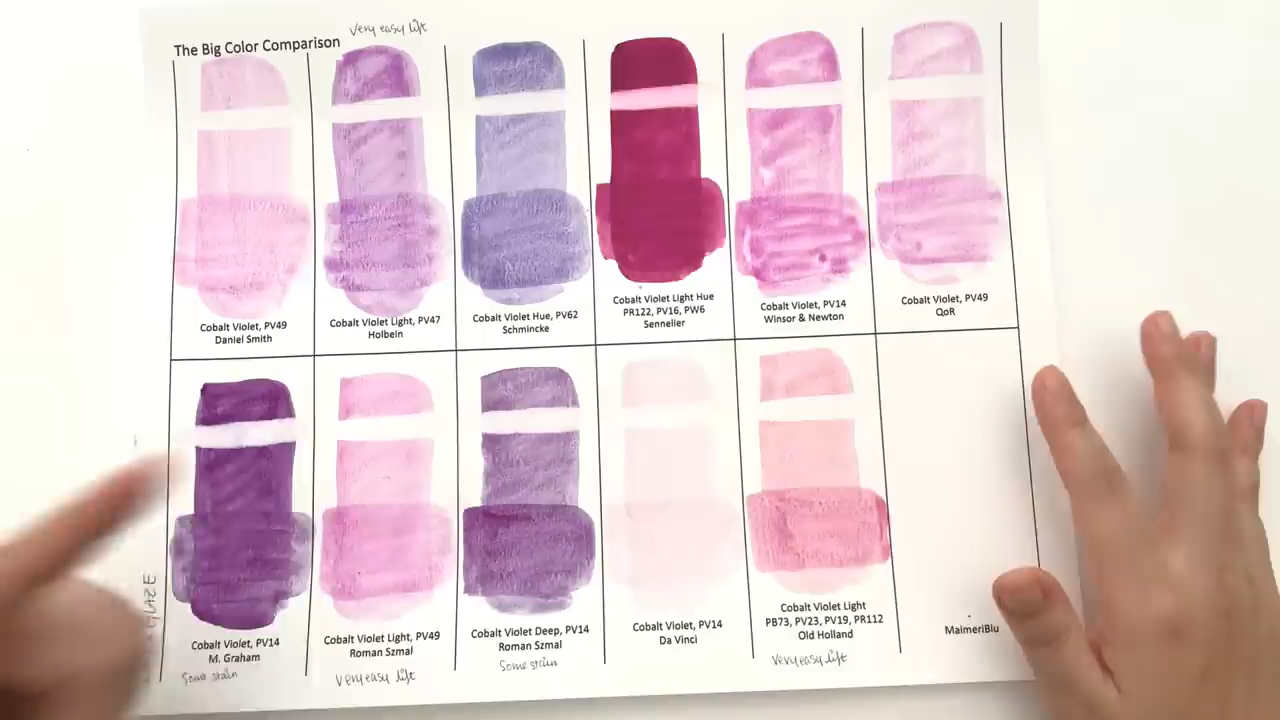 Very easy lift
The Big Color Comparison
Cobalt Violet, PV49
Daniel Smith
Cobalt Violet Light, PV47
Holbein
Cobalt Violet Hue, PV62
Schmincke
Cobalt Violet Light Hue
PR122, PV16, PW6
Sennelier
Cobalt Violet, PV14
Winsor & Newton
Cobalt Violet, PV49
QoR
Cobalt Violet, PV14
M. Graham
Some stain
Cobalt Violet Light, PV49
Roman Szmal
Very easy lift
Cobalt Violet Deep, PV14
Roman Szmal
Some stain
Cobalt Violet, PV14
Da Vinci
Cobalt Violet Light
PB73, PV23, PV19, PR112
Old Holland
Very easy lift
MaimeriBlu